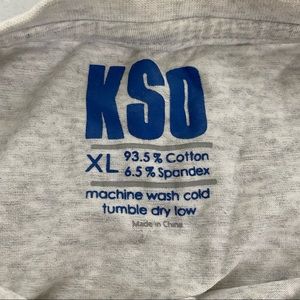 KSO
XL 93.5% Cotton
6.5% Spandex
machine wash cold
tumble dry low
Made in China